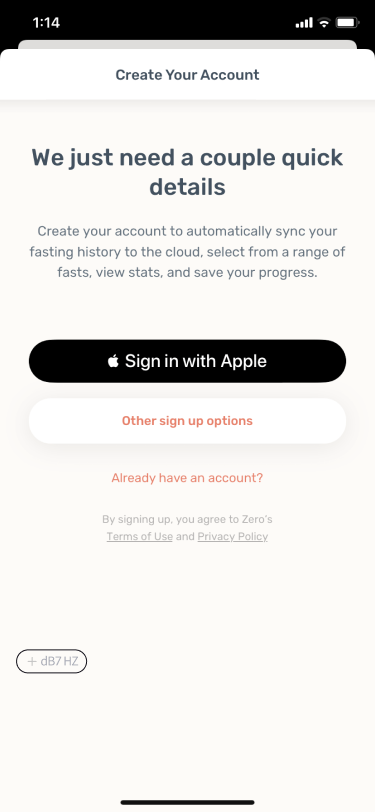 1:14
Create Your Account
We just need a couple quick
details
Create your account to automatically sync your
fasting history to the cloud, select from a range of
fasts, view stats, and save your progress.
Sign in with Apple
Other sign up options
Already have an account?
By signing up, you agree to Zero's
Terms of Use and Privacy Policy
+ dB7 HZ